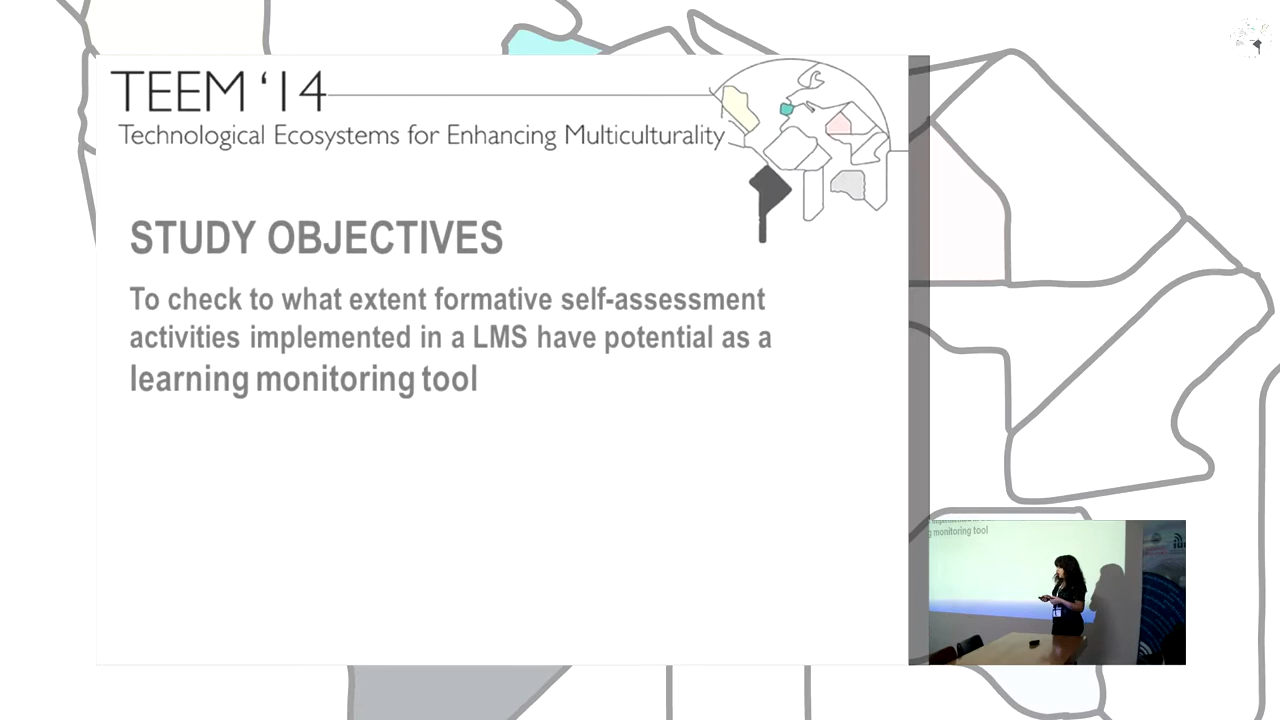 TEEM ‘14
Technological Ecosystems for Enhancing Multiculturality
STUDY OBJECTIVES
To check to what extent formative self-assessment
activities implemented in a LMS have potential as a
learning monitoring tool
g monitoring tool